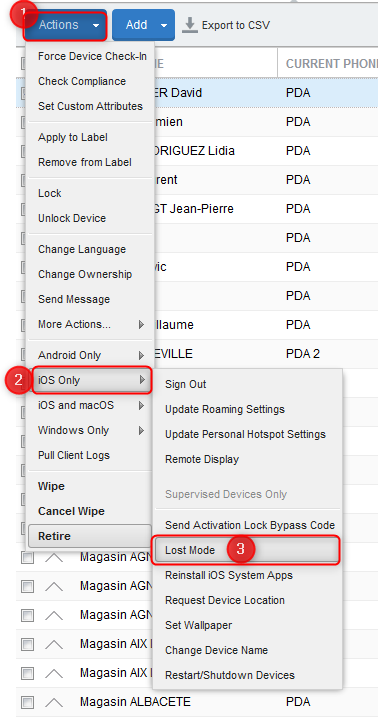 1
Actions
Add
Export to CSV
Force Device Check-In
Check Compliance
Set Custom Attributes
Apply to Label
Remove from Label
Lock
Unlock Device
Change Language
Change Ownership
Send Message
More Actions...
Android Only
2
iOS Only
iOS and macOS
Windows Only
Pull Client Logs
Wipe
Cancel Wipe
Retire
CURRENT PHON
ER David
PDA
mien
PDA
RODRIGUEZ Lidia
PDA
rent
PDA
GT Jean-Pierre
PDA
PDA
vic
PDA
PDA
illaume
PDA
EVILLE
PDA 2
Sign Out
Update Roaming Settings
Update Personal Hotspot Settings
Remote Display
Supervised Devices Only
Send Activation Lock Bypass Code
Lost Mode
3
Reinstall iOS System Apps
Request Device Location
Set Wallpaper
Change Device Name
Restart/Shutdown Devices
Magasin AGN
Magasin AGN
Magasin AGN
Magasin AIX
Magasin AIX
Magasin ALBACETE
PDA